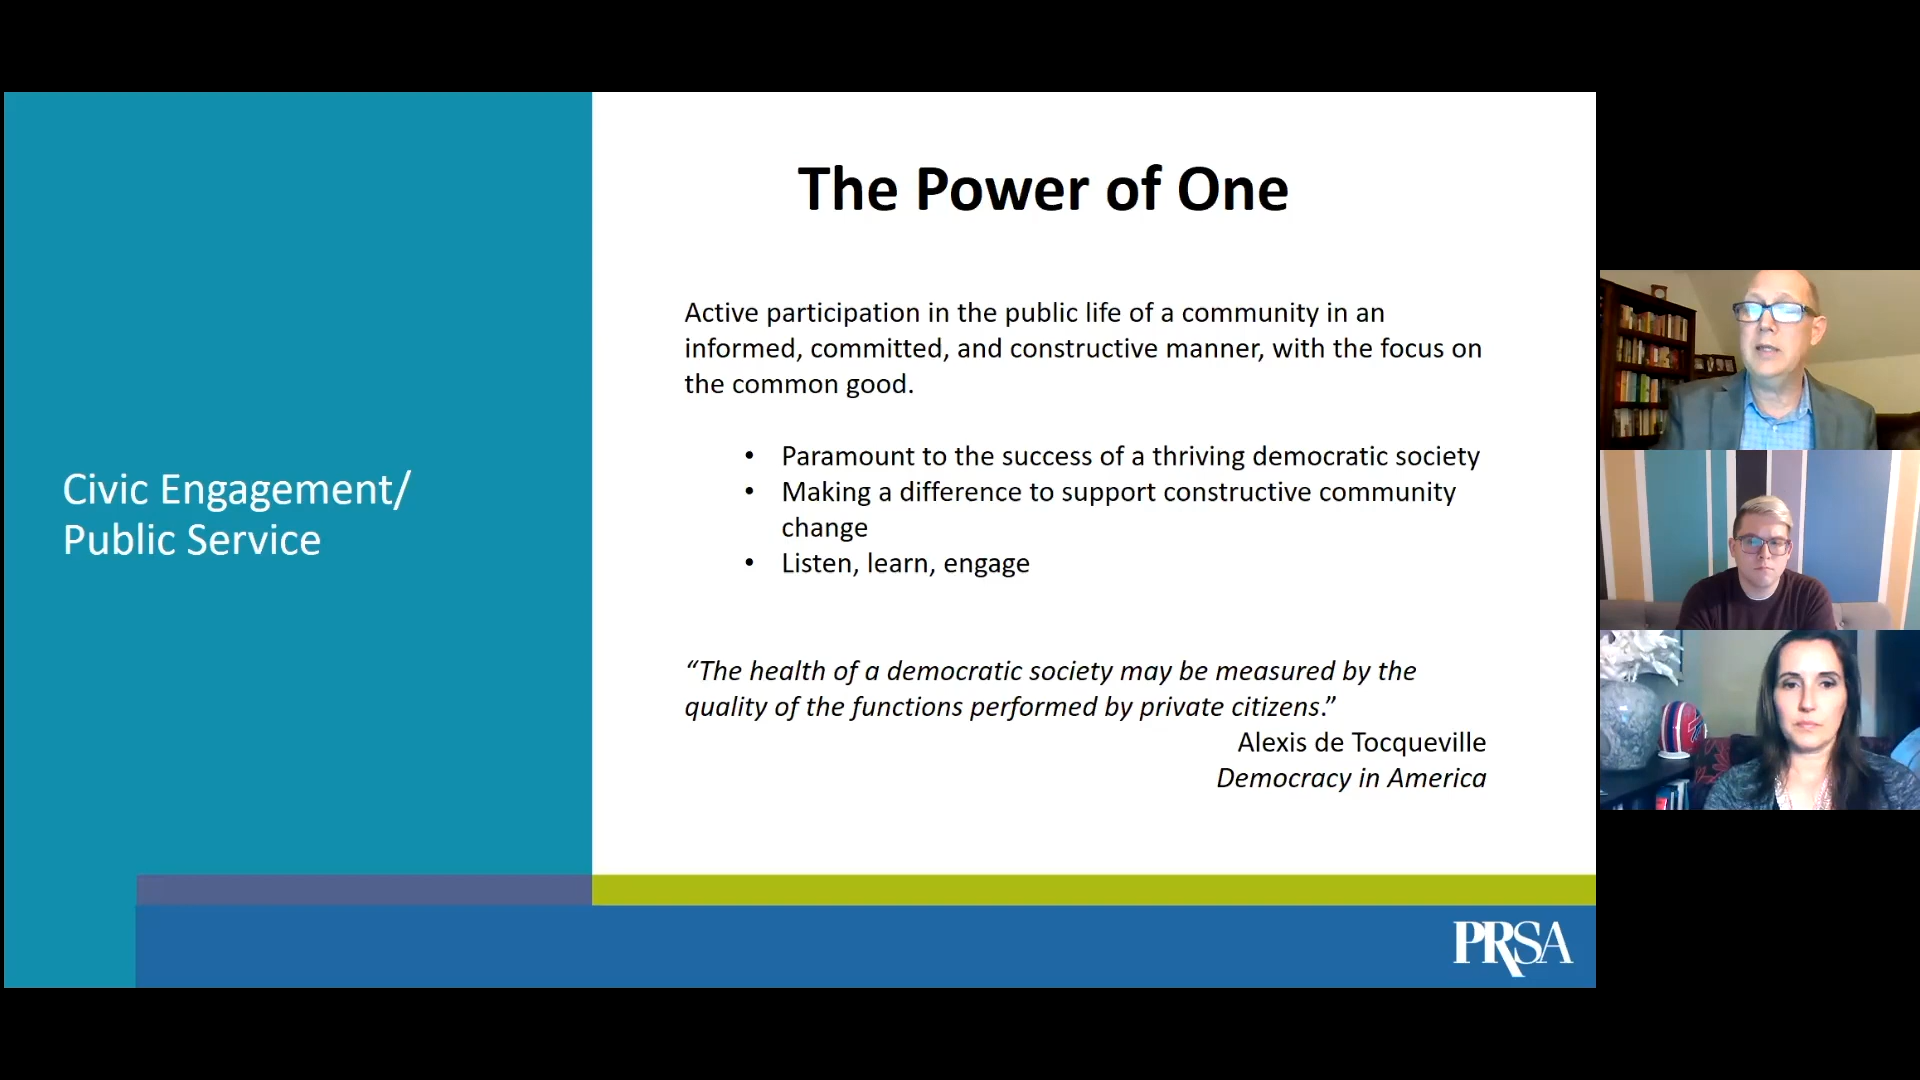 The Power of One
Active participation in the public life of a community in an
informed, committed, and constructive manner, with the focus on
the common good.
• Paramount to the success of a thriving democratic society
• Making a difference to support constructive community
change
• Listen, learn, engage
Civic Engagement/
Public Service
“The health of a democratic society may be measured by the
quality of the functions performed by private citizens.”
Alexis de Tocqueville
Democracy in America
PRSA